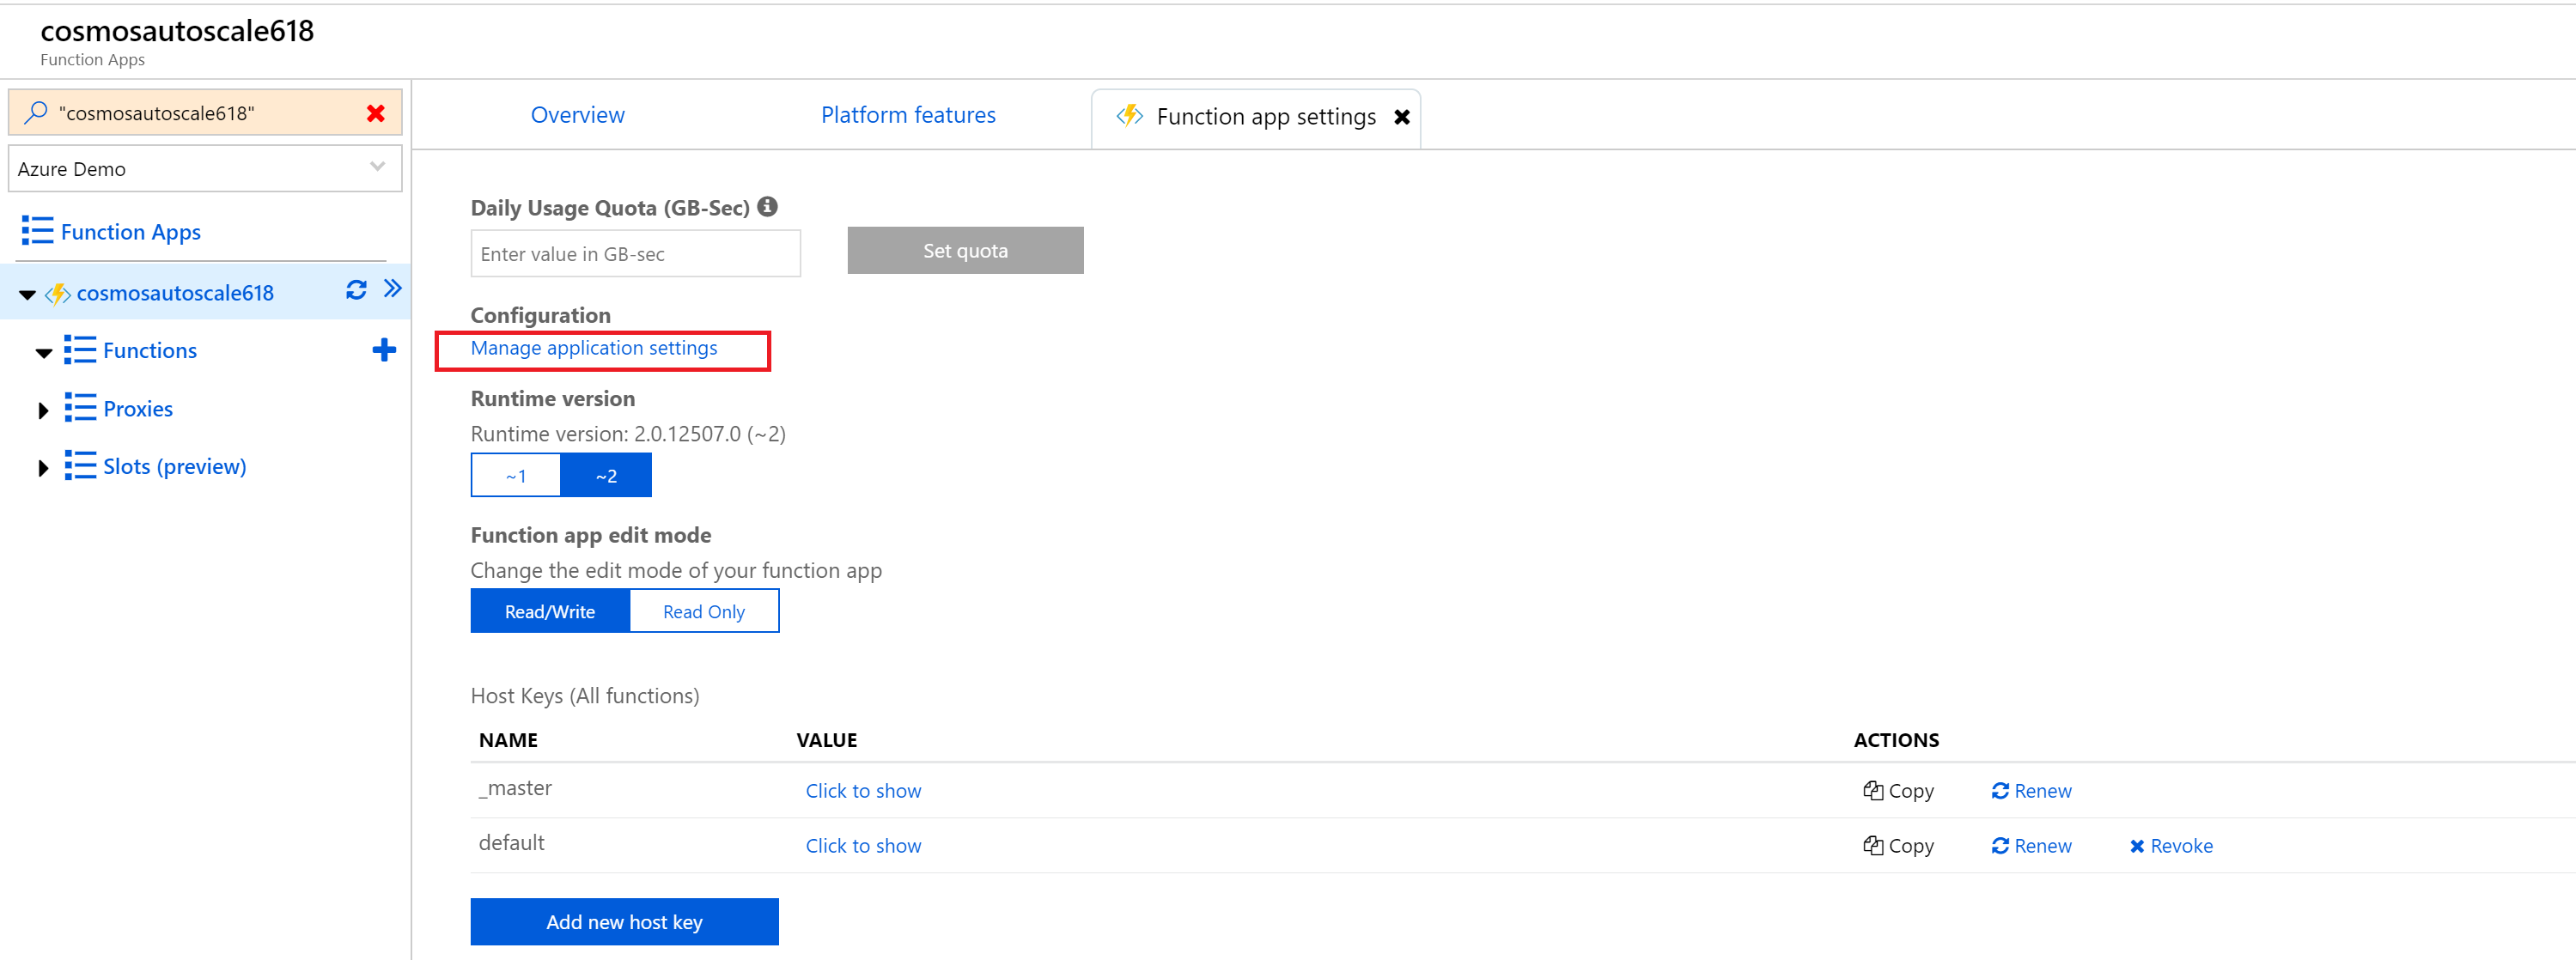 cosmosautoscale618
Function Apps
"cosmosautoscale618"
Azure Demo
Function Apps
cosmosautoscale618
Functions
Proxies
Slots (preview)
Overview
Platform features
Function app settings
Daily Usage Quota (GB-Sec)
Enter value in GB-sec
Set quota
Configuration
Manage application settings
Runtime version
Runtime version: 2.0.12507.0 (~2)
~1 ~2
Function app edit mode
Change the edit mode of your function app
Read/Write Read Only
Host Keys (All functions)
NAME VALUE ACTIONS
_master Click to show Copy Renew
default Click to show Copy Renew Revoke
Add new host key